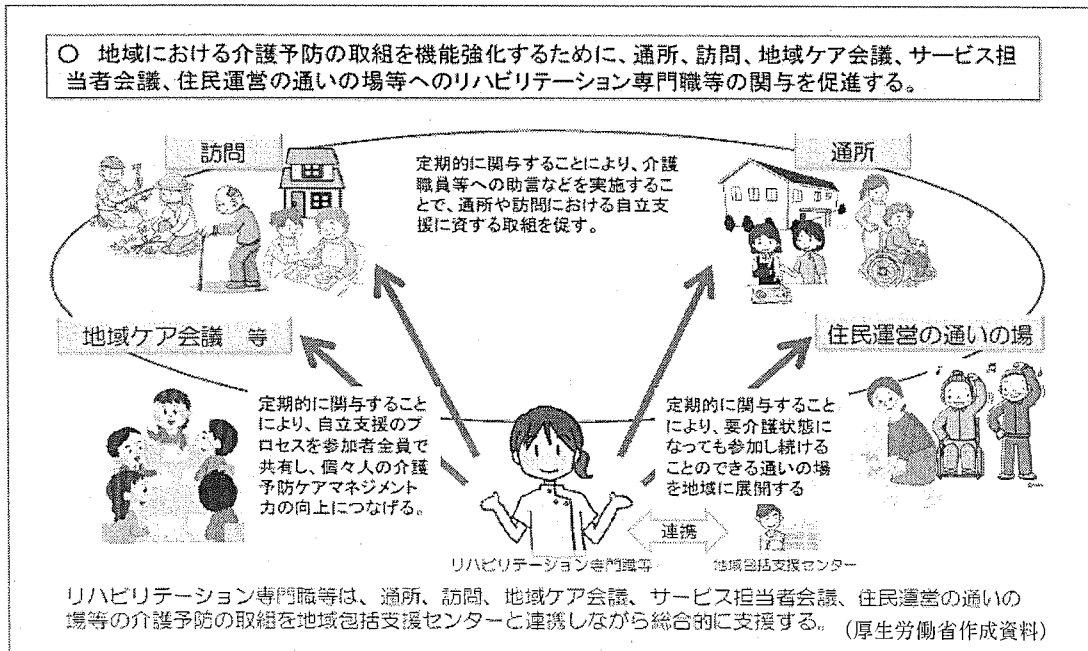 ○ 地域における介護予防の取組を機能強化するために、通所、訪問、地域ケア会議、サービス担
当者会議、住民運営の通いの場等へのリハビリテーション専門職等の関与を促進する。
訪問
定期的に関与することにより、介護
職員等への助言などを実施するこ
とで、通所や訪問における自立支
援に資する取組を促す。
通所
地域ケア会議 等
住民運営の通いの場
定期的に関与すること
により、自立支援のプ
ロセスを参加者全員で
共有し、個々人の介護
予防ケアマネジメント
力の向上につなげる。
定期的に関与すること
により、要介護状態に
なっても参加し続ける
ことのできる通いの場
を地域に展開する
連携
リハビリテーション専門職等
地域包括支援センター
リハビリテーション専門職等は、通所、訪問、地域ケア会議、サービス担当者会議、住民運営の通いの
場等の介護予防の取組を地域包括支援センターと連携しながら総合的に支援する。
(厚生労働省作成資料)